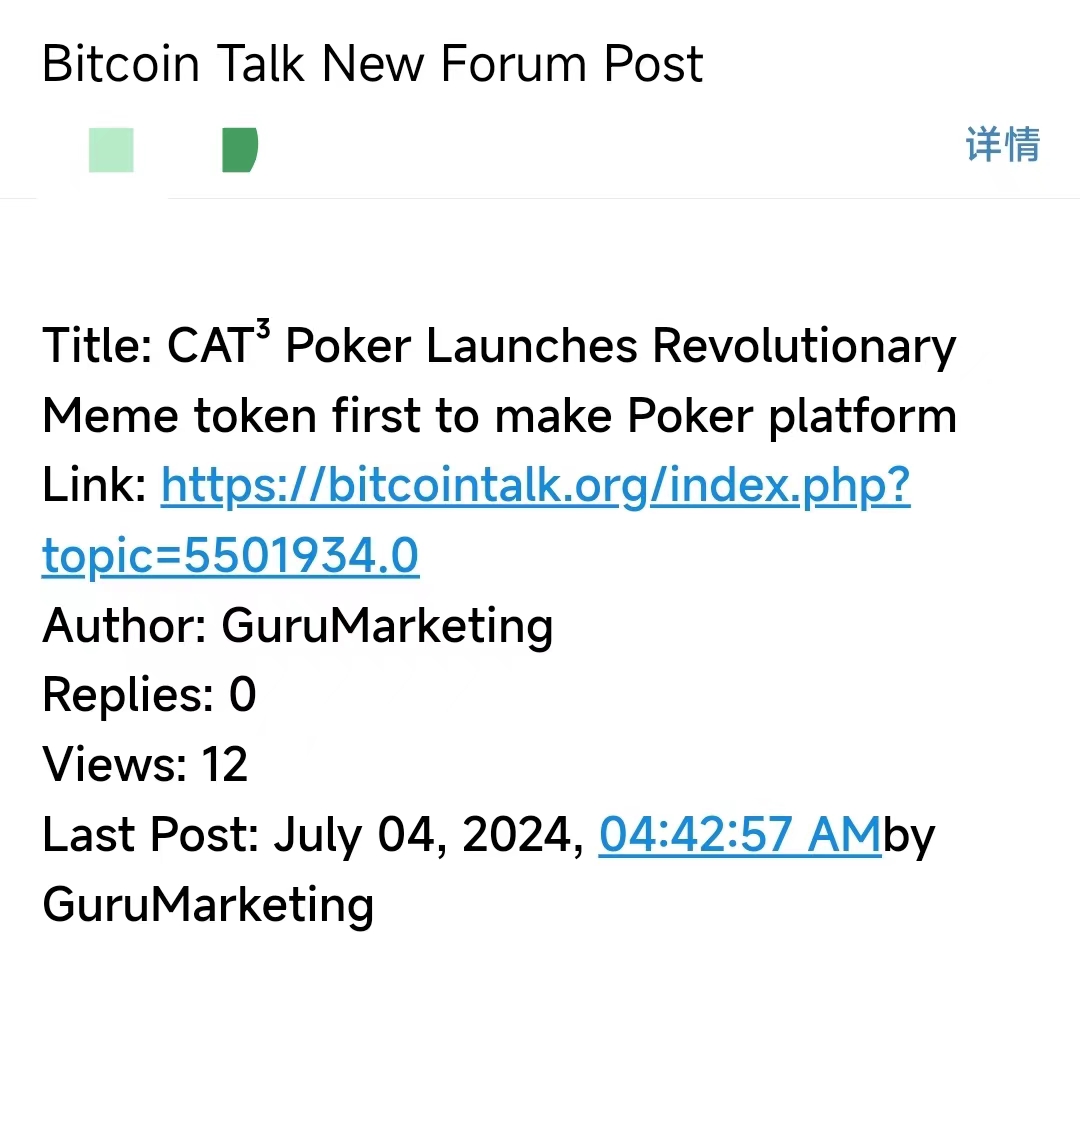 Bitcoin Talk New Forum Post
详情
Title: CAT³ Poker Launches Revolutionary
Meme token first to make Poker platform
Link: https://bitcointalk.org/index.php?
topic=5501934.0
Author: GuruMarketing
Replies: 0
Views: 12
Last Post: July 04, 2024, 04:42:57 AMby
GuruMarketing